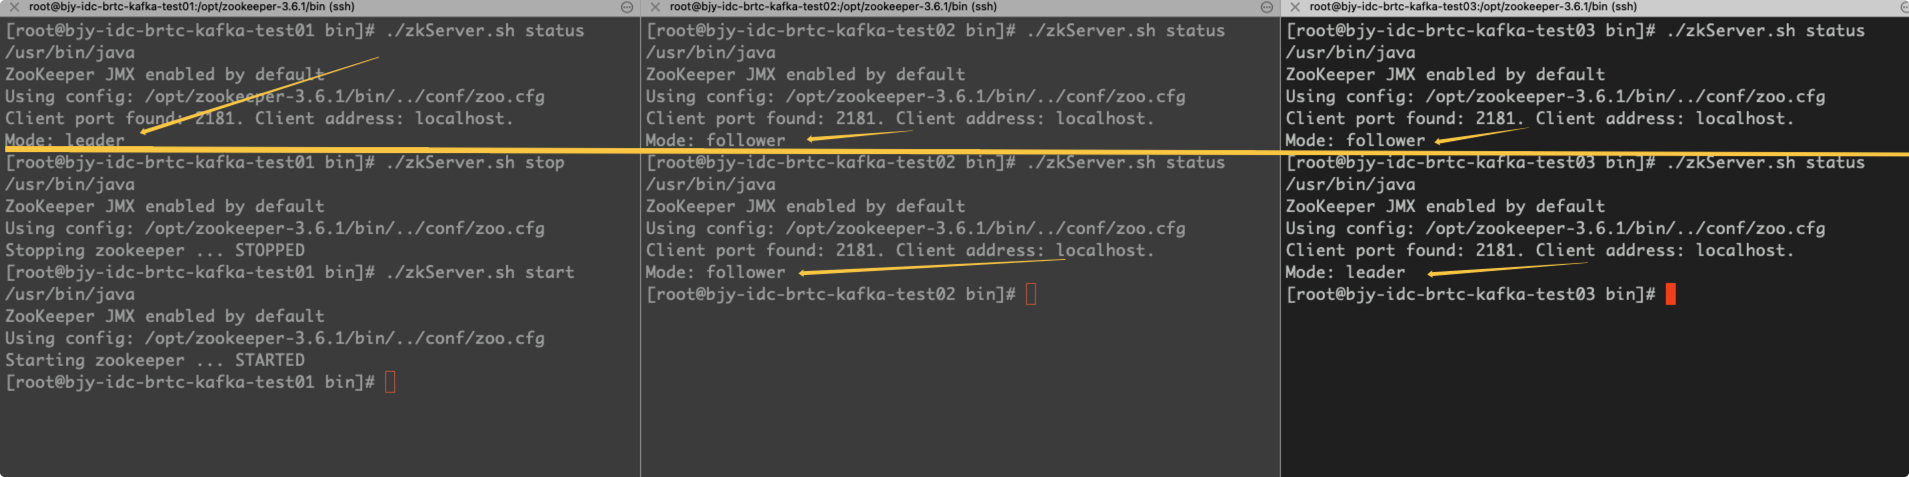 root@bjy-idc-brtc-kafka-test01:/opt/zookeeper-3.6.1/bin (ssh)
[root@bjy-idc-brtc-kafka-test01 bin]# ./zkServer.sh status
/usr/bin/java
ZooKeeper JMX enabled by default
Using config: /opt/zookeeper-3.6.1/bin/../conf/zoo.cfg
Client port found: 2181. Client address: localhost.
Mode: leader
[root@bjy-idc-brtc-kafka-test01 bin]# ./zkServer.sh stop
/usr/bin/java
ZooKeeper JMX enabled by default
Using config: /opt/zookeeper-3.6.1/bin/../conf/zoo.cfg
Stopping zookeeper ... STOPPED
[root@bjy-idc-brtc-kafka-test01 bin]# ./zkServer.sh start
/usr/bin/java
ZooKeeper JMX enabled by default
Using config: /opt/zookeeper-3.6.1/bin/../conf/zoo.cfg
Starting zookeeper ... STARTED
[root@bjy-idc-brtc-kafka-test01 bin]#
root@bjy-idc-brtc-kafka-test02:/opt/zookeeper-3.6.1/bin (ssh)
[root@bjy-idc-brtc-kafka-test02 bin]# ./zkServer.sh status
/usr/bin/java
ZooKeeper JMX enabled by default
Using config: /opt/zookeeper-3.6.1/bin/../conf/zoo.cfg
Client port found: 2181. Client address: localhost.
Mode: follower
[root@bjy-idc-brtc-kafka-test02 bin]# ./zkServer.sh status
/usr/bin/java
ZooKeeper JMX enabled by default
Using config: /opt/zookeeper-3.6.1/bin/../conf/zoo.cfg
Client port found: 2181. Client address: localhost.
Mode: follower
[root@bjy-idc-brtc-kafka-test02 bin]#
root@bjy-idc-brtc-kafka-test03:/opt/zookeeper-3.6.1/bin (ssh)
[root@bjy-idc-brtc-kafka-test03 bin]# ./zkServer.sh status
/usr/bin/java
ZooKeeper JMX enabled by default
Using config: /opt/zookeeper-3.6.1/bin/../conf/zoo.cfg
Client port found: 2181. Client address: localhost.
Mode: follower
[root@bjy-idc-brtc-kafka-test03 bin]# ./zkServer.sh status
/usr/bin/java
ZooKeeper JMX enabled by default
Using config: /opt/zookeeper-3.6.1/bin/../conf/zoo.cfg
Client port found: 2181. Client address: localhost.
Mode: leader
[root@bjy-idc-brtc-kafka-test03 bin]#